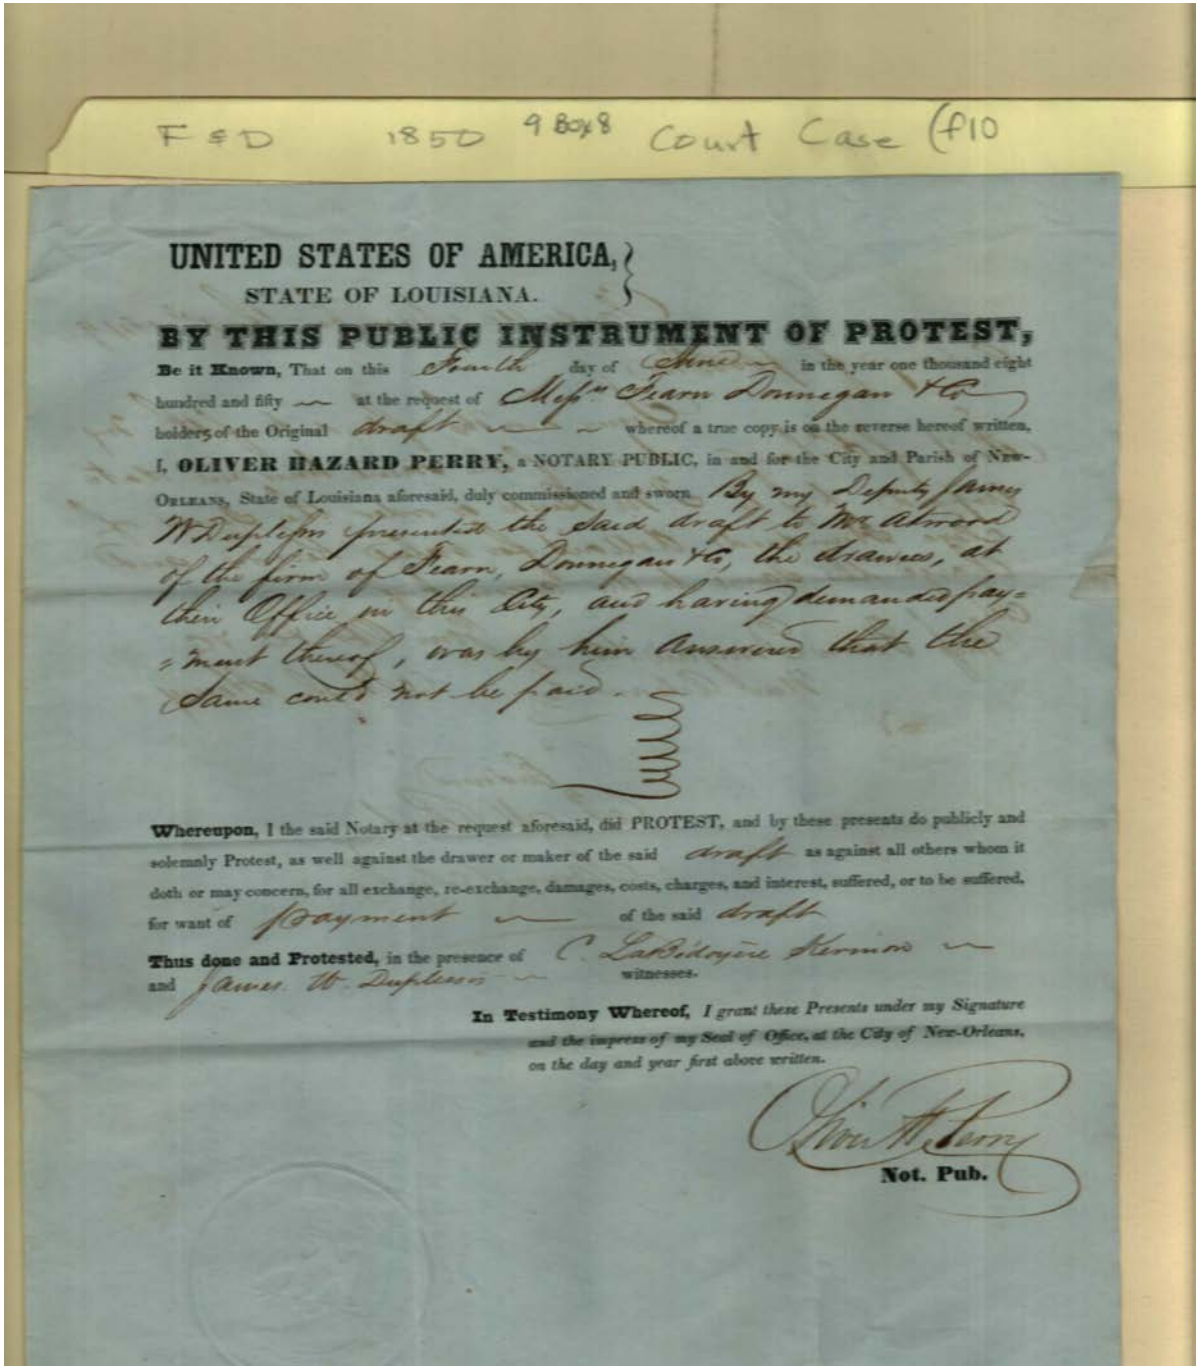 F & D 1850 9 Box 8 Court Case (f10
UNITED STATES OF AMERICA,
STATE OF LOUISIANA.
BY THIS PUBLIC INSTRUMENT OF PROTEST,
Be it Known, That on this Fourth day of June in the year one thousand eight
hundred and fifty at the request of Messrs Fearn Donnegan & Co
holders of the Original draft whereof a true copy is on the reverse hereof written,
I, OLIVER HAZARD PERRY, a NOTARY PUBLIC, in and for the City and Parish of New-
ORLEANS, State of Louisiana aforesaid, duly commissioned and sworn By my Deputy James
W Duplessis presented the said draft to Mr Atwood
of the firm of Fearn, Donnegan & Co, the drawees, at
their Office in this City, and having demanded pay=
=ment thereof, was by him answered that the
Same could not be paid.
Whereupon, I the said Notary at the request aforesaid, did PROTEST, and by these presents do publicly and
solemnly Protest, as well against the drawer or maker of the said draft as against all others whom it
doth or may concern, for all exchange, re-exchange, damages, costs, charges, and interest, suffered, or to be suffered,
for want of payment of the said draft
Thus done and Protested, in the presence of C. LaBédoyère Kernion
and James W. Duplessis witnesses.
In Testimony Whereof, I grant these Presents under my Signature
and the impress of my Seal of Office, at the City of New-Orleans,
on the day and year first above written.
Oliver H. Perry
Not. Pub.